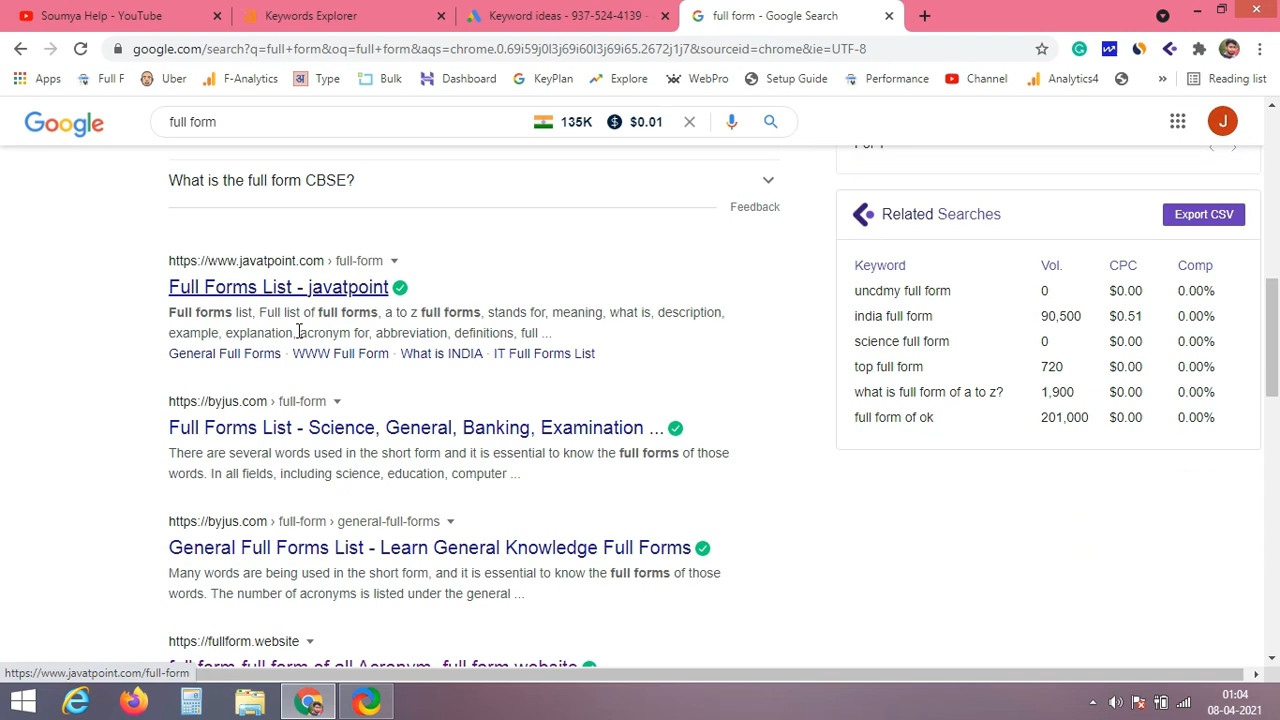 Soumya Help - YouTube
Keywords Explorer
Keyword ideas - 937-524-4139 -
full form - Google Search
google.com/search?q=full+form&oq=full+form&aqs=chrome.0.69i59j0l3j69i60l3j69i65.2672j1j7&sourceid=chrome&ie=UTF-8
Apps
Full F
Uber
F-Analytics
Type
Bulk
Dashboard
KeyPlan
Explore
WebPro
Setup Guide
Performance
Channel
Analytics4
»
Reading list
Google
full form
135K
$0.01
J
What is the full form CBSE?
Feedback
https://www.javatpoint.com › full-form
Full Forms List - javatpoint
Full forms list, Full list of full forms, a to z full forms, stands for, meaning, what is, description,
example, explanation, acronym for, abbreviation, definitions, full ...
General Full Forms · WWW Full Form · What is INDIA · IT Full Forms List
https://byjus.com › full-form
Full Forms List - Science, General, Banking, Examination ...
There are several words used in the short form and it is essential to know the full forms of those
words. In all fields, including science, education, computer ...
https://byjus.com › full-form › general-full-forms
General Full Forms List - Learn General Knowledge Full Forms
Many words are being used in the short form, and it is essential to know the full forms of those
words. The number of acronyms is listed under the general ...
https://fullform.website
full form-full form of all Acronym- full form website
Related Searches
Export CSV
Keyword Vol. CPC Comp
uncdmy full form 0 $0.00 0.00%
india full form 90,500 $0.51 0.00%
science full form 0 $0.00 0.00%
top full form 720 $0.00 0.00%
what is full form of a to z? 1,900 $0.00 0.00%
full form of ok 201,000 $0.00 0.00%
https://www.javatpoint.com/full-form
01:04
08-04-2021